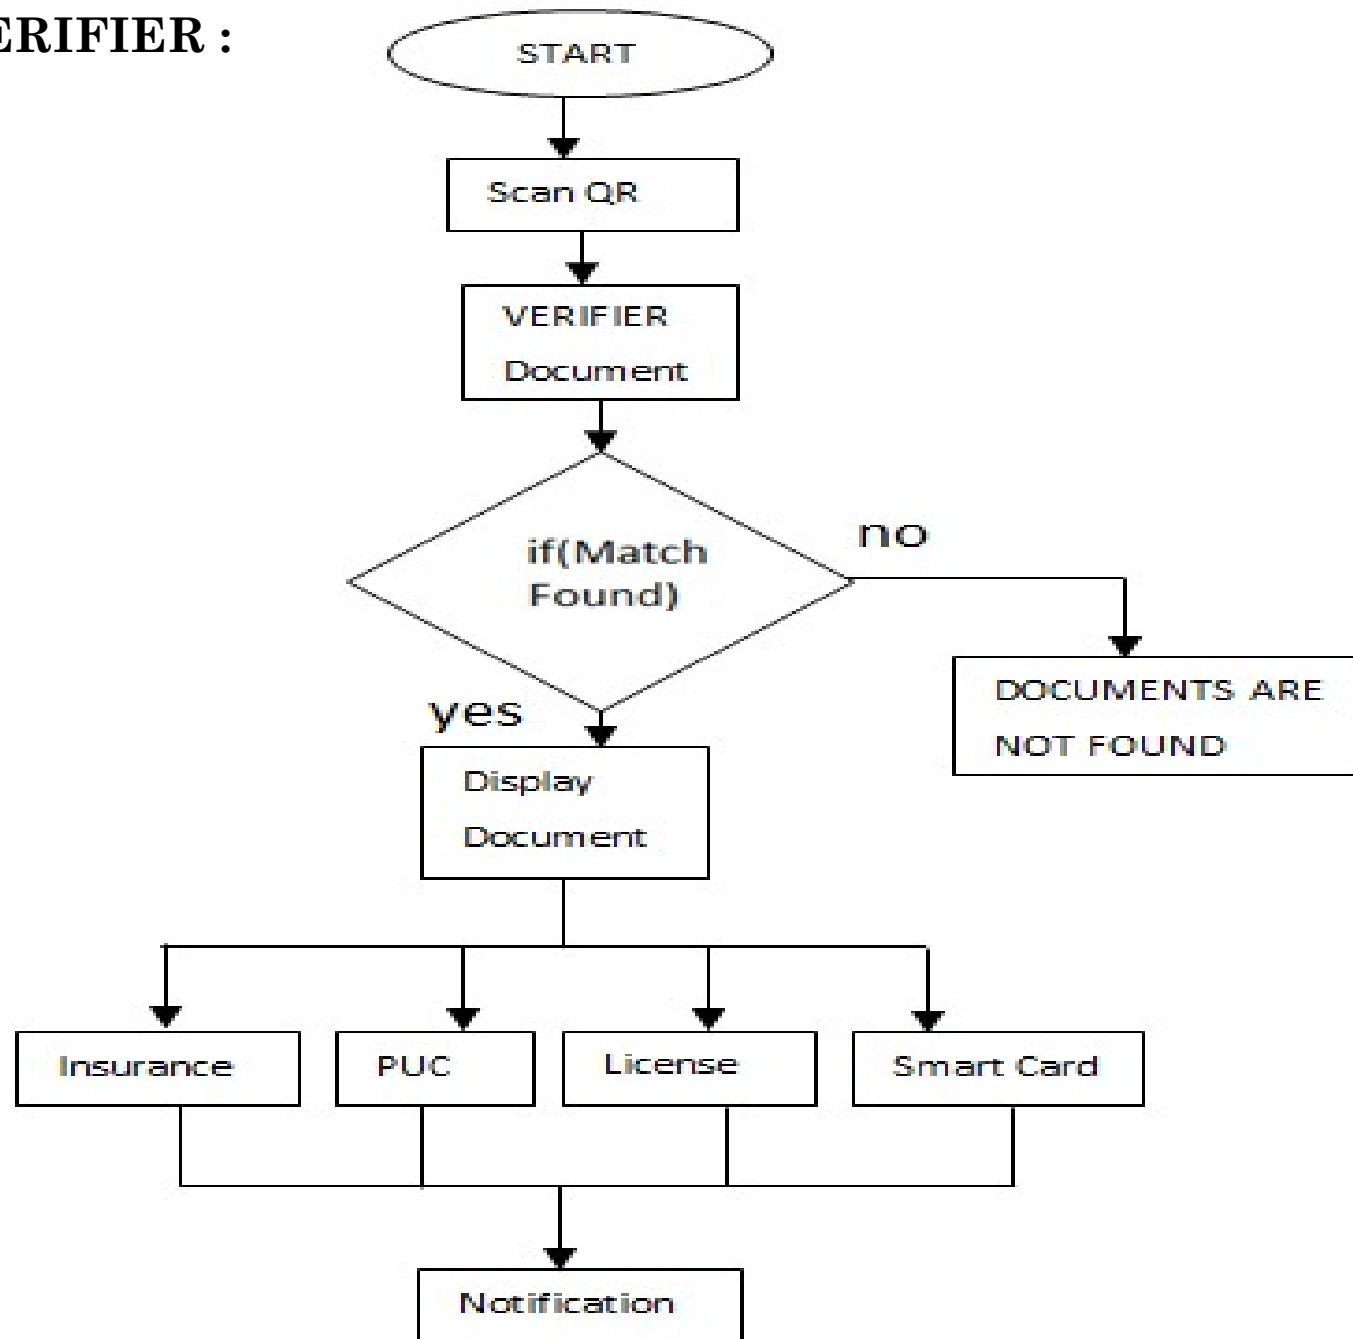 ERIFIER :
START
Scan QR
VERIFIER
Document
if(Match
Found)
no
yes
DOCUMENTS ARE
NOT FOUND
Display
Document
Insurance
PUC
License
Smart Card
Notification